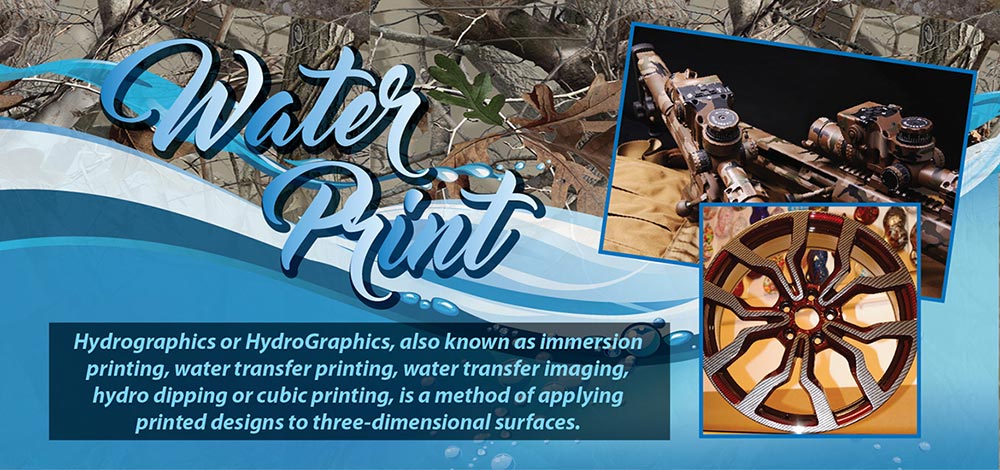 Water
Print
Hydrographics or HydroGraphics, also known as immersion
printing, water transfer printing, water transfer imaging,
hydro dipping or cubic printing, is a method of applying
printed designs to three-dimensional surfaces.